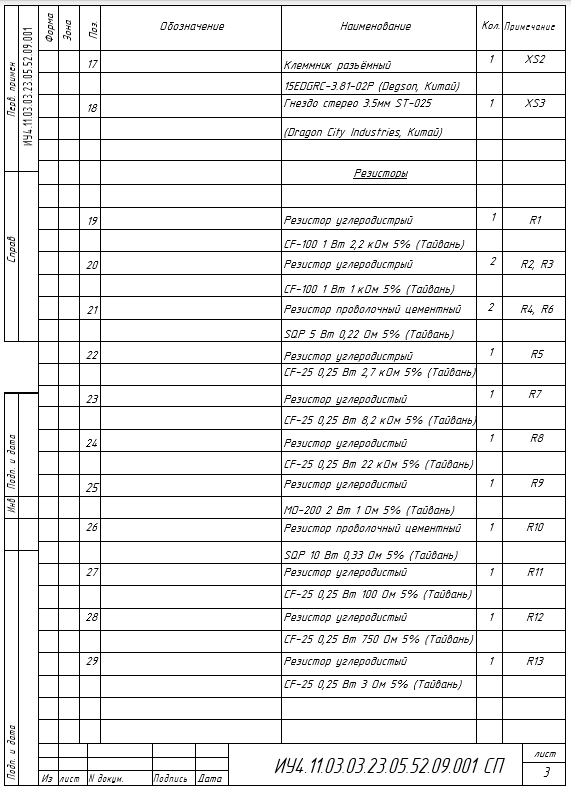 Форма
Зона
Поз.
Обозначение
Наименование
Кол.
Примечание
Перв. примен
ИУ4.11.03.03.23.05.52.09.001
Справ
Подп. и дата
Инв
Подп. и дата
17 Клеммник разъёмный 1 XS2
15EDGRC-3.81-02P (Degson, Китай)
18 Гнездо стерео 3.5мм ST-025 1 XS3
(Dragon City Industries, Китай)
Резисторы
19 Резистор углеродистрый 1 R1
CF-100 1 Вт 2,2 кОм 5% (Тайвань)
20 Резистор углеродистрый 2 R2, R3
CF-100 1 Вт 1 кОм 5% (Тайвань)
21 Резистор проволочный цементный 2 R4, R6
SQP 5 Вт 0,22 Ом 5% (Тайвань)
22 Резистор углеродистрый 1 R5
CF-25 0,25 Вт 2,7 кОм 5% (Тайвань)
23 Резистор углеродистый 1 R7
CF-25 0,25 Вт 8,2 кОм 5% (Тайвань)
24 Резистор углеродистый 1 R8
CF-25 0,25 Вт 22 кОм 5% (Тайвань)
25 Резистор углеродистый 1 R9
МО-200 2 Вт 1 Ом 5% (Тайвань)
26 Резистор проволочный цементный 1 R10
SQP 10 Вт 0,33 Ом 5% (Тайвань)
27 Резистор углеродистый 1 R11
CF-25 0,25 Вт 100 Ом 5% (Тайвань)
28 Резистор углеродистый 1 R12
CF-25 0,25 Вт 750 Ом 5% (Тайвань)
29 Резистор углеродистый 1 R13
CF-25 0,25 Вт 3 Ом 5% (Тайвань)
Из лист N докум. Подпись Дата
ИУ4.11.03.03.23.05.52.09.001 СП
лист
3